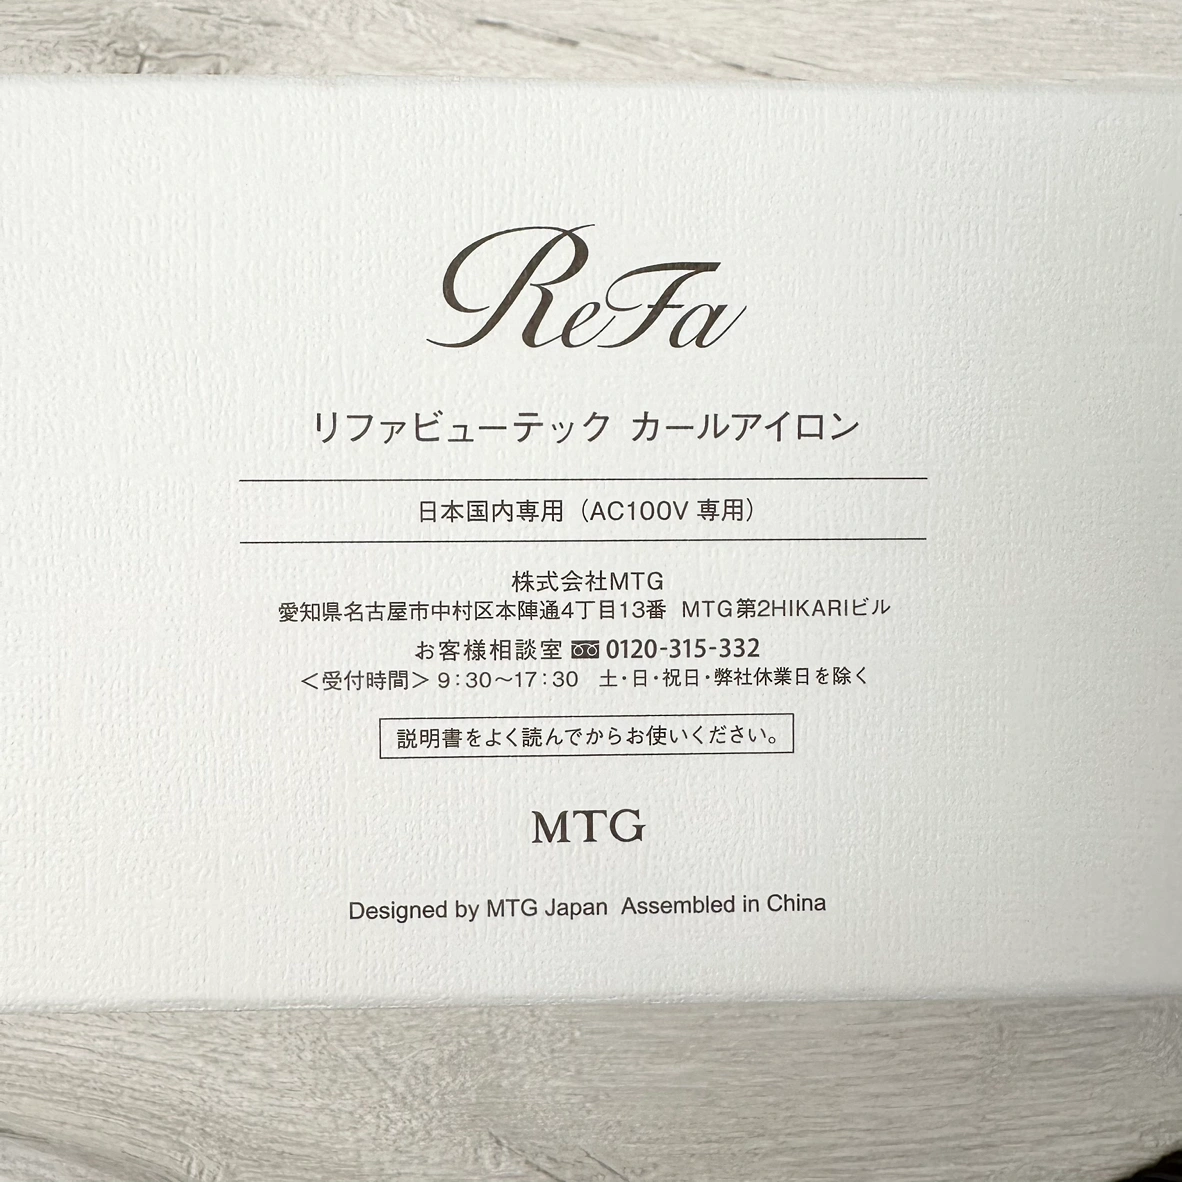 ReFa
リファビューテック カールアイロン
日本国内専用（AC100V 専用）
株式会社MTG
愛知県名古屋市中村区本陣通4丁目13番 MTG第2HIKARIビル
お客様相談室 0120-315-332
＜受付時間＞ 9:30～17:30 土・日・祝日・弊社休業日を除く
説明書をよく読んでからお使いください。
MTG
Designed by MTG Japan Assembled in China